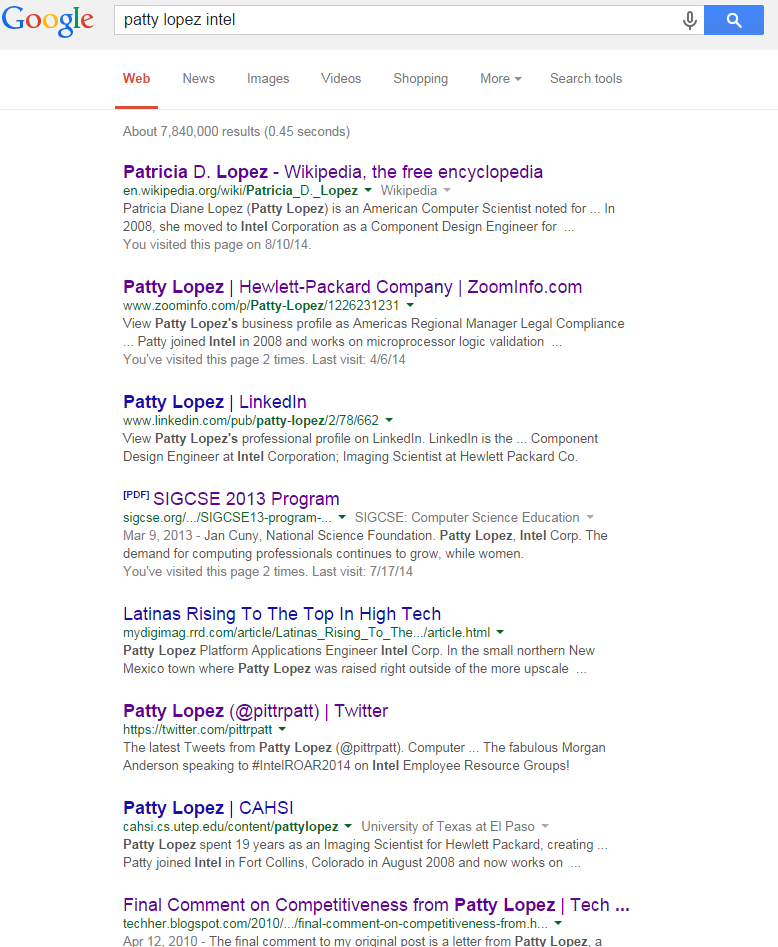 Google patty lopez intel
Web News Images Videos Shopping More Search tools
About 7,840,000 results (0.45 seconds)
Patricia D. Lopez - Wikipedia, the free encyclopedia
en.wikipedia.org/wiki/Patricia_D._Lopez Wikipedia
Patricia Diane Lopez (Patty Lopez) is an American Computer Scientist noted for ... In
2008, she moved to Intel Corporation as a Component Design Engineer for ...
You visited this page on 8/10/14.
Patty Lopez | Hewlett-Packard Company | ZoomInfo.com
www.zoominfo.com/p/Patty-Lopez/1226231231
View Patty Lopez's business profile as Americas Regional Manager Legal Compliance
... Patty joined Intel in 2008 and works on microprocessor logic validation ...
You've visited this page 2 times. Last visit: 4/6/14
Patty Lopez | LinkedIn
www.linkedin.com/pub/patty-lopez/2/78/662
View Patty Lopez's professional profile on LinkedIn. LinkedIn is the ... Component
Design Engineer at Intel Corporation; Imaging Scientist at Hewlett Packard Co.
[PDF] SIGCSE 2013 Program
sigcse.org/.../SIGCSE13-program-... SIGCSE: Computer Science Education
Mar 9, 2013 - Jan Cuny, National Science Foundation. Patty Lopez, Intel Corp. The
demand for computing professionals continues to grow, while women.
You've visited this page 2 times. Last visit: 7/17/14
Latinas Rising To The Top In High Tech
mydigimag.rrd.com/article/Latinas_Rising_To_The.../article.html
Patty Lopez Platform Applications Engineer Intel Corp. In the small northern New
Mexico town where Patty Lopez was raised right outside of the more upscale ...
Patty Lopez (@pittrpatt) | Twitter
https://twitter.com/pittrpatt
The latest Tweets from Patty Lopez (@pittrpatt). Computer ... The fabulous Morgan
Anderson speaking to #IntelROAR2014 on Intel Employee Resource Groups!
Patty Lopez | CAHSI
cahsi.cs.utep.edu/content/pattylopez University of Texas at El Paso
Patty Lopez spent 19 years as an Imaging Scientist for Hewlett Packard, creating ...
Patty joined Intel in Fort Collins, Colorado in August 2008 and now works on ...
Final Comment on Competitiveness from Patty Lopez | Tech ...
techher.blogspot.com/2010/.../final-comment-on-competitiveness-from.h...
Apr 12, 2010 - The final comment to my original post is a letter from Patty Lopez, a